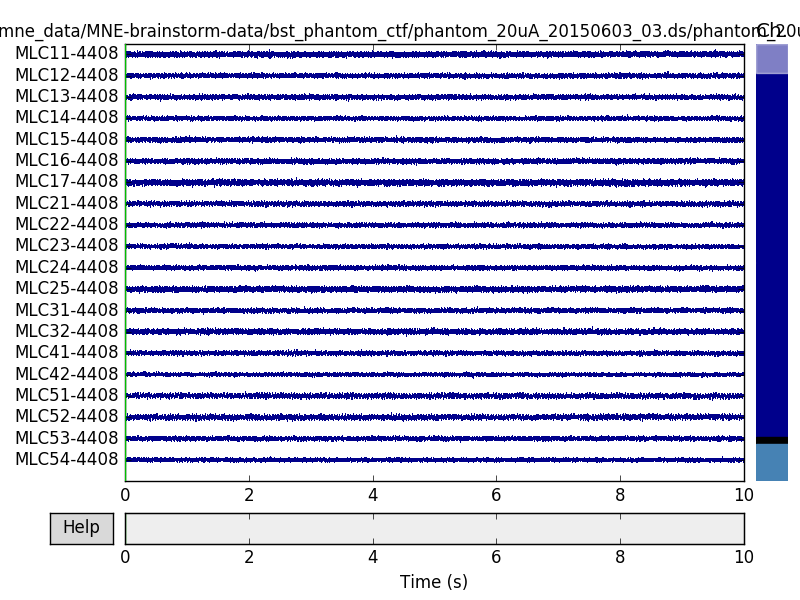 mne_data/MNE-brainstorm-data/bst_phantom_ctf/phantom_20uA_20150603_03.ds/phantom_20u
Ch.
MLC11-4408
MLC12-4408
MLC13-4408
MLC14-4408
MLC15-4408
MLC16-4408
MLC17-4408
MLC21-4408
MLC22-4408
MLC23-4408
MLC24-4408
MLC25-4408
MLC31-4408
MLC32-4408
MLC41-4408
MLC42-4408
MLC51-4408
MLC52-4408
MLC53-4408
MLC54-4408
0 2 4 6 8 10
Help
0 2 4 6 8 10
Time (s)